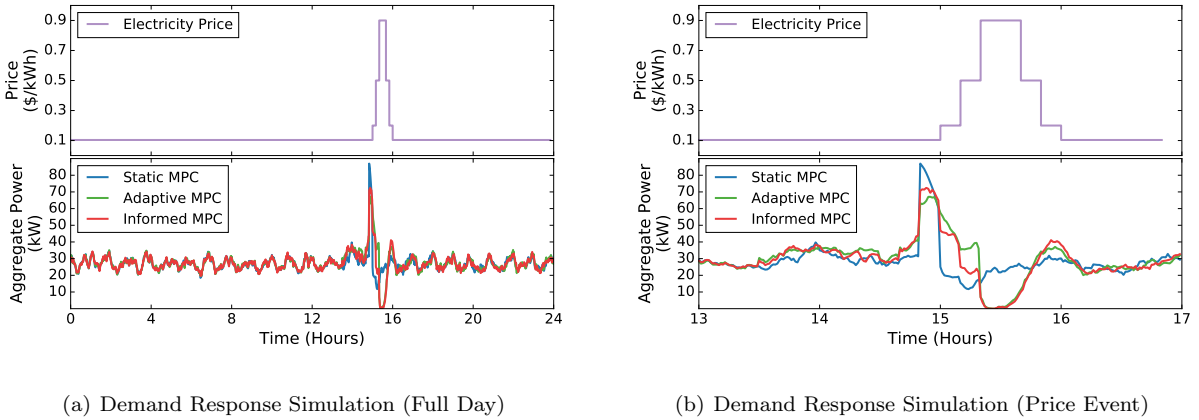 Price
($/kWh)
0.9
0.7
0.5
0.3
0.1
Electricity Price
Aggregate Power
(kW)
80
70
60
50
40
30
20
10
Static MPC
Adaptive MPC
Informed MPC
0 4 8 12 16 20 24
Time (Hours)
(a) Demand Response Simulation (Full Day)
Price
($/kWh)
0.9
0.7
0.5
0.3
0.1
Electricity Price
Aggregate Power
(kW)
80
70
60
50
40
30
20
10
Static MPC
Adaptive MPC
Informed MPC
13 14 15 16 17
Time (Hours)
(b) Demand Response Simulation (Price Event)